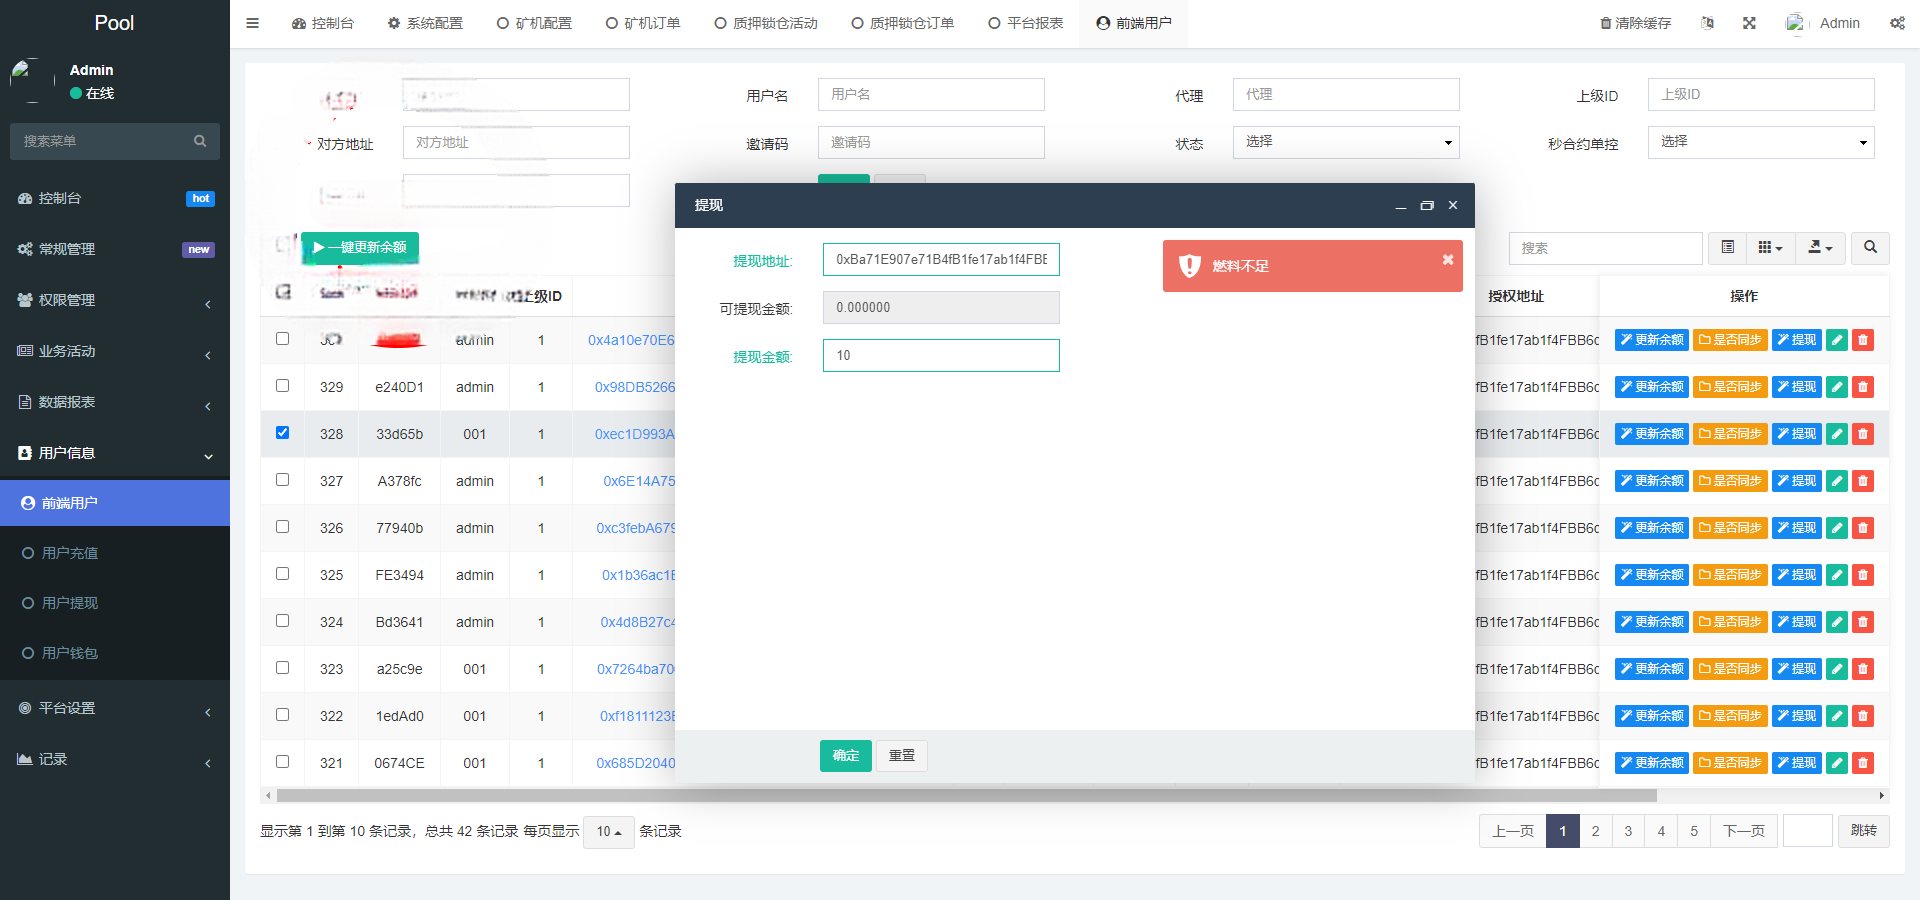 Pool
控制台
系统配置
矿机配置
矿机订单
质押锁仓活动
质押锁仓订单
平台报表
前端用户
清除缓存
Admin
Admin
在线
搜索菜单
控制台 hot
常规管理 new
权限管理
业务活动
数据报表
用户信息
前端用户
用户充值
用户提现
用户钱包
平台设置
记录
用户名 用户名
代理 代理
上级ID 上级ID
对方地址 对方地址
邀请码 邀请码
状态 选择
秒合约单控 选择
一键更新余额
搜索
上级ID
授权地址
操作
admin 1 0x4a10e70E6
fB1fe17ab1f4FBB6c 更新余额 是否同步 提现
329 e240D1 admin 1 0x98DB5266
fB1fe17ab1f4FBB6c 更新余额 是否同步 提现
328 33d65b 001 1 0xec1D993A
fB1fe17ab1f4FBB6c 更新余额 是否同步 提现
327 A378fc admin 1 0x6E14A75
fB1fe17ab1f4FBB6c 更新余额 是否同步 提现
326 77940b admin 1 0xc3febA679
fB1fe17ab1f4FBB6c 更新余额 是否同步 提现
325 FE3494 admin 1 0x1b36ac1E
fB1fe17ab1f4FBB6c 更新余额 是否同步 提现
324 Bd3641 admin 1 0x4d8B27c4
fB1fe17ab1f4FBB6c 更新余额 是否同步 提现
323 a25c9e 001 1 0x7264ba70
fB1fe17ab1f4FBB6c 更新余额 是否同步 提现
322 1edAd0 001 1 0xf1811123E
fB1fe17ab1f4FBB6c 更新余额 是否同步 提现
321 0674CE 001 1 0x685D2040
fB1fe17ab1f4FBB6c 更新余额 是否同步 提现
提现
提现地址: 0xBa71E907e71B4fB1fe17ab1f4FBE
燃料不足
可提现金额: 0.000000
提现金额: 10
确定 重置
显示第 1 到第 10 条记录，总共 42 条记录 每页显示 10 条记录
上一页 1 2 3 4 5 下一页 跳转